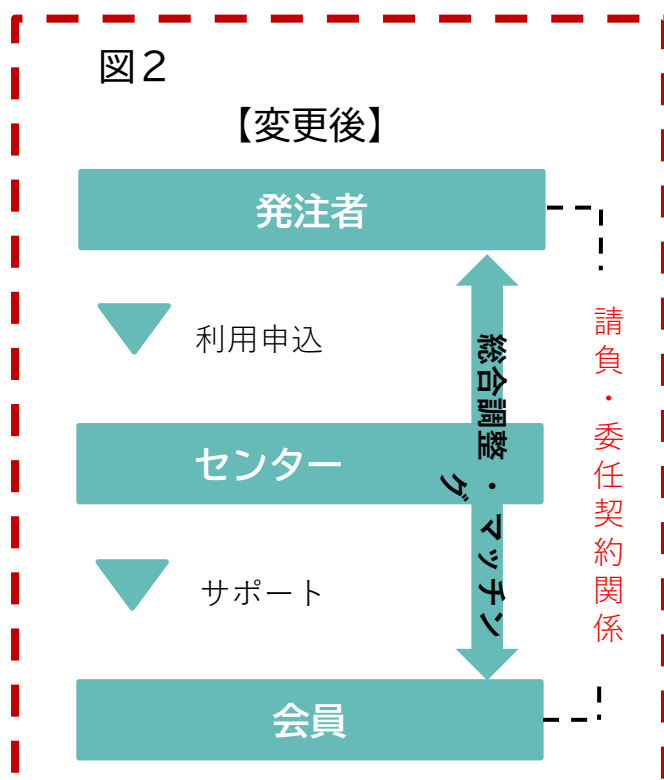 図２
【変更後】
発注者
利用申込
総合調整・マッチン
グ
請負・委任契約関係
センター
サポート
会員